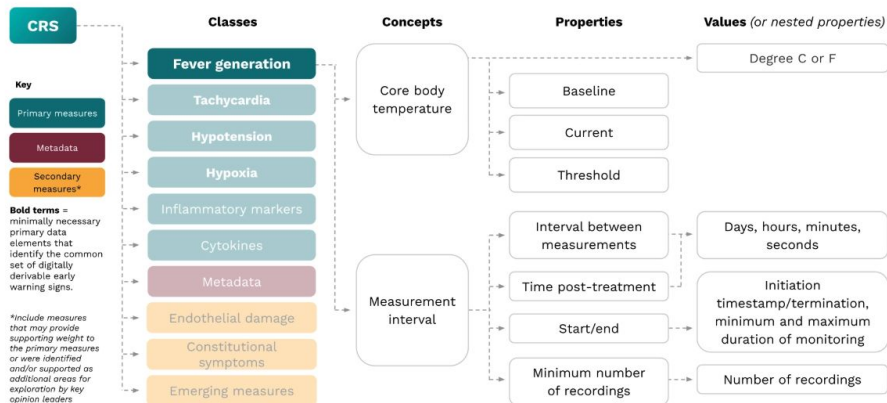 CRS
Classes
Concepts
Properties
Values (or nested properties)
Key
Primary measures
Metadata
Secondary
measures*
Bold terms =
minimally necessary
primary data
elements that
identify the common
set of digitally
derivable early
warning signs.
*Include measures
that may provide
supporting weight to
the primary measures
or were identified
and/or supported as
additional areas for
exploration by key
opinion leaders
Fever generation
Tachycardia
Hypotension
Hypoxia
Inflammatory markers
Cytokines
Metadata
Endothelial damage
Constitutional
symptoms
Emerging measures
Core body
temperature
Measurement
interval
Baseline
Current
Threshold
Interval between
measurements
Time post-treatment
Start/end
Minimum number
of recordings
Degree C or F
Days, hours, minutes,
seconds
Initiation
timestamp/termination,
minimum and maximum
duration of monitoring
Number of recordings